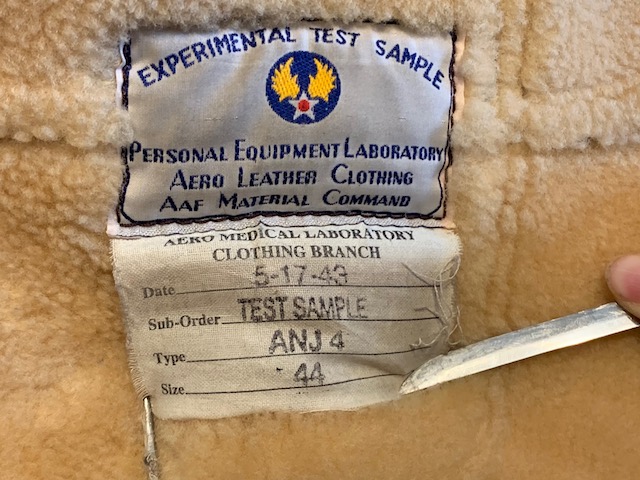 EXPERIMENTAL TEST SAMPLE
PERSONAL EQUIPMENT LABORATORY
AERO LEATHER CLOTHING
AAF MATERIAL COMMAND
AERO MEDICAL LABORATORY
CLOTHING BRANCH
Date 5-17-43
Sub-Order TEST SAMPLE
Type ANJ 4
Size 44